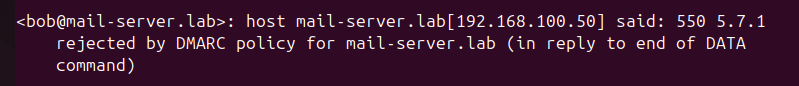 <bob@mail-server.lab>: host mail-server.lab[192.168.100.50] said: 550 5.7.1
rejected by DMARC policy for mail-server.lab (in reply to end of DATA
command)